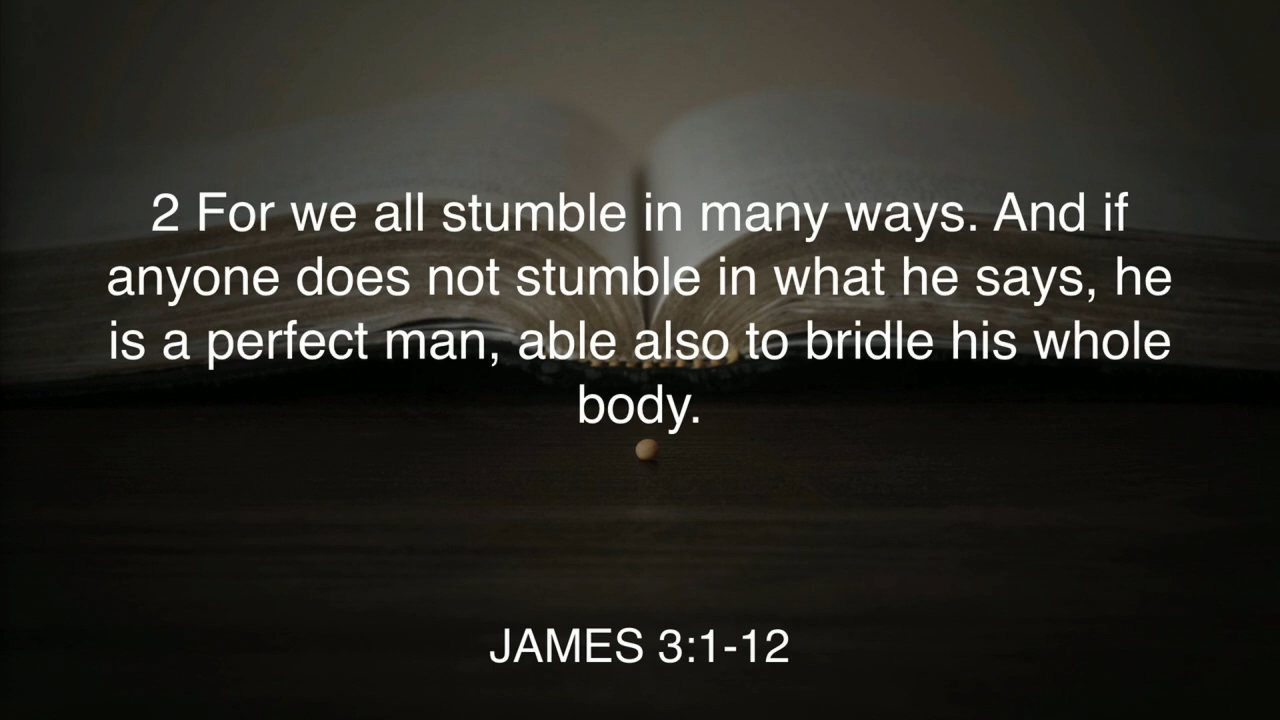 2 For we all stumble in many ways. And if
anyone does not stumble in what he says, he
is a perfect man, able also to bridle his whole
body.
JAMES 3:1-12